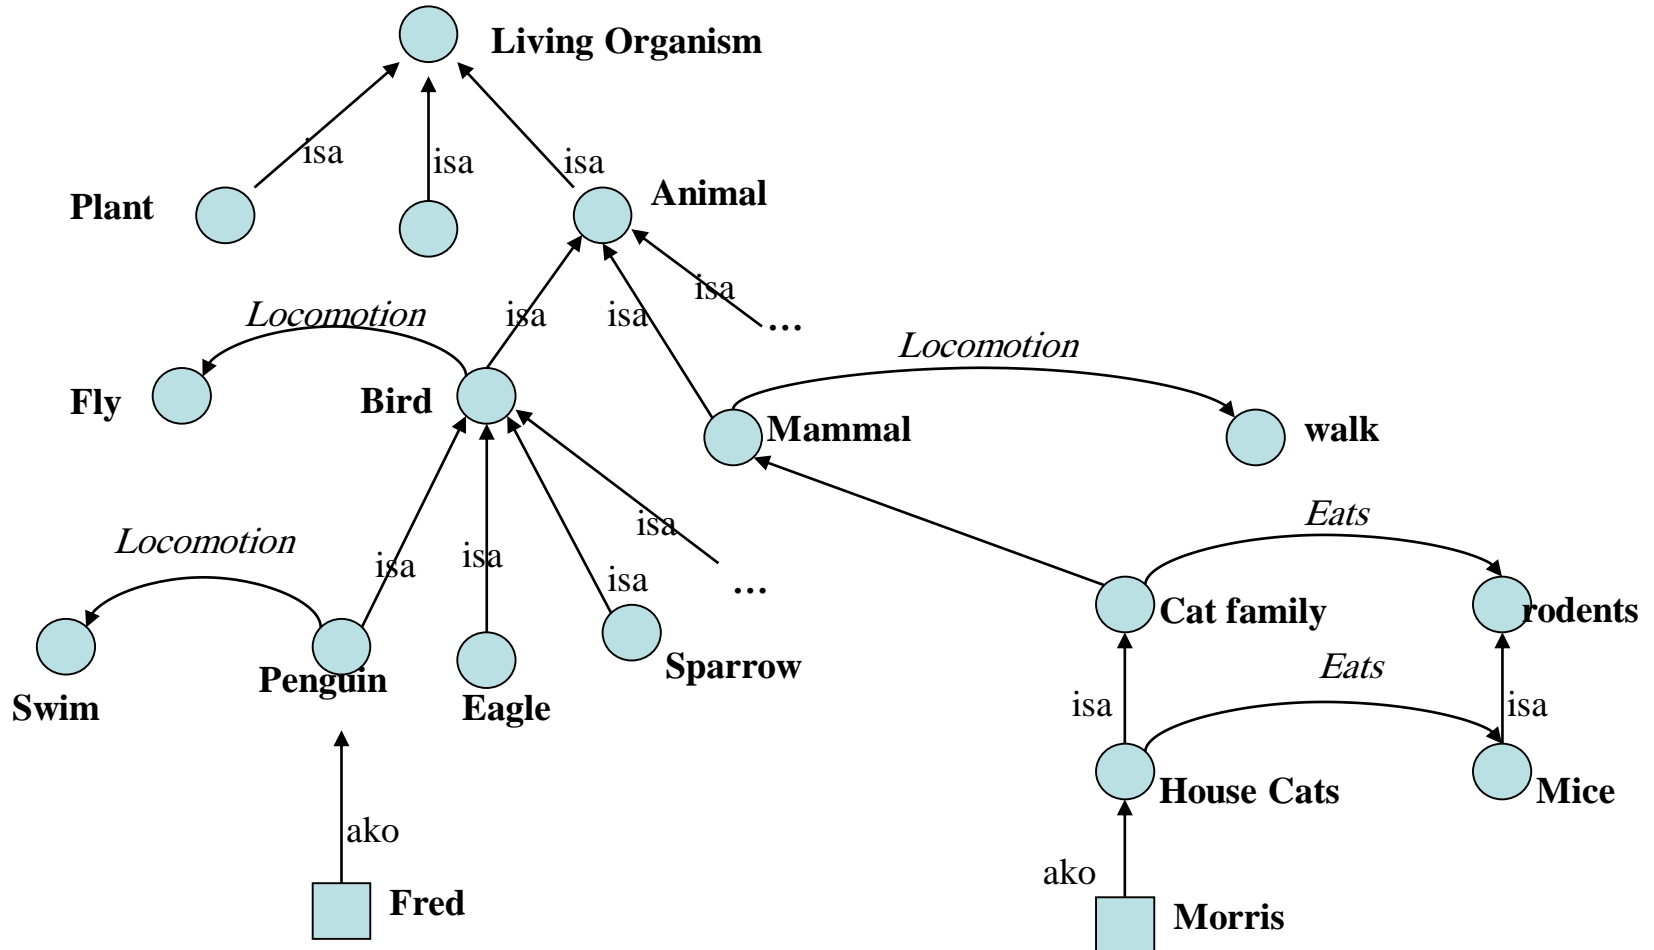 Living Organism
isa
isa
isa
Plant
Animal
isa
Locomotion
isa
isa
...
Locomotion
Fly
Bird
Mammal
walk
Eats
isa
Locomotion
isa
isa
isa
...
Cat family
rodents
Penguin
Sparrow
Eats
Swim
Eagle
isa
isa
House Cats
Mice
ako
ako
Fred
Morris